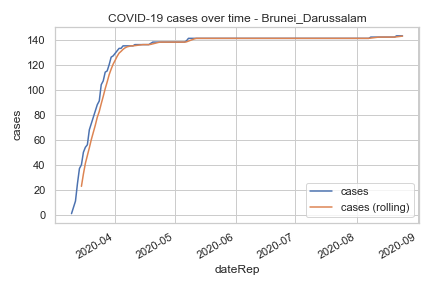 COVID-19 cases over time - Brunei_Darussalam
cases
140
120
100
80
60
40
20
0
cases
cases (rolling)
2020-04
2020-05
2020-06
2020-07
2020-08
2020-09
dateRep